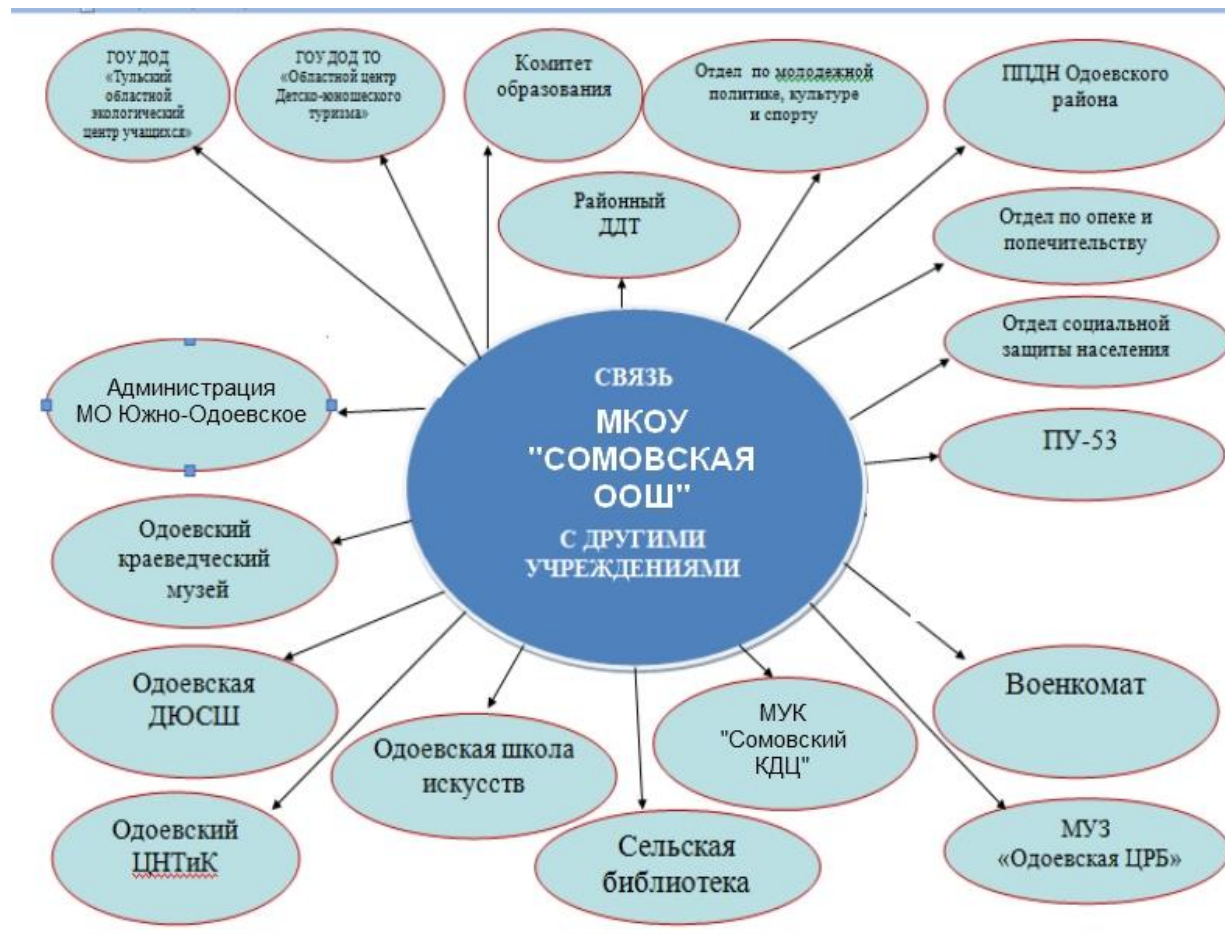 ГОУ ДОД
«Тульский
областной
экологический
центр учащихся»
ГОУ ДОД ТО
«Областной центр
Детско-юношеского
туризма»
Комитет
образования
Отдел по молодежной
политике, культуре
и спорту
ППДН Одоевского
района
Районный
ДДТ
Отдел по опеке и
попечительству
Отдел социальной
защиты населения
Администрация
МО Южно-Одоевское
СВЯЗЬ
МКОУ
"СОМОВСКАЯ
ООШ"
С ДРУГИМИ
УЧРЕЖДЕНИЯМИ
ПУ-53
Одоевский
краеведческий
музей
Одоевская
ДЮСШ
Одоевская школа
искусств
МУК
"Сомовский
КДЦ"
Военкомат
Одоевский
ЦНТиК
Сельская
библиотека
МУЗ
«Одоевская ЦРБ»